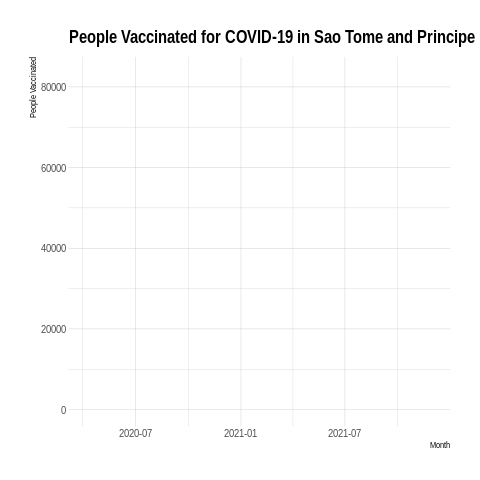 People Vaccinated for COVID-19 in Sao Tome and Principe
People Vaccinated
80000
60000
40000
20000
0
2020-07 2021-01 2021-07
Month